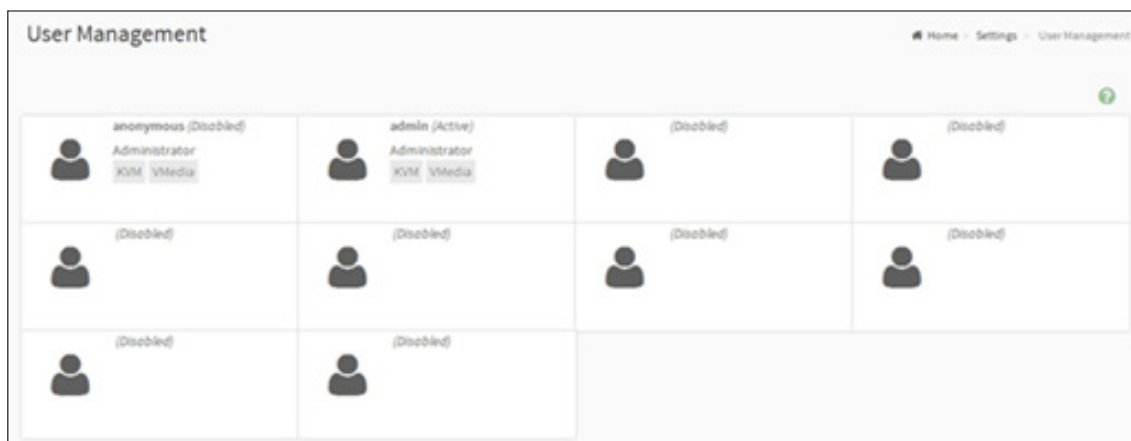 User Management
Home - Settings - User Management
anonymous (Disabled)
Administrator
KVM VMedia
admin (Active)
Administrator
KVM VMedia
(Disabled)
(Disabled)
(Disabled)
(Disabled)
(Disabled)
(Disabled)
(Disabled)
(Disabled)